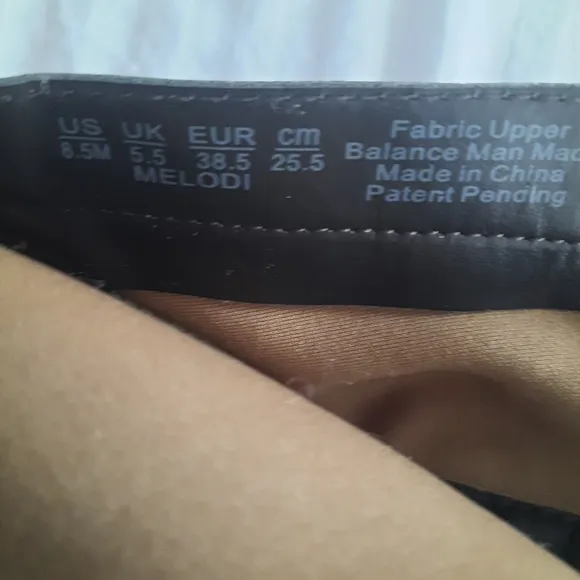 US UK EUR cm
8.5M 5.5 38.5 25.5
MELODI
Fabric Upper
Balance Man Mad
Made in China
Patent Pending